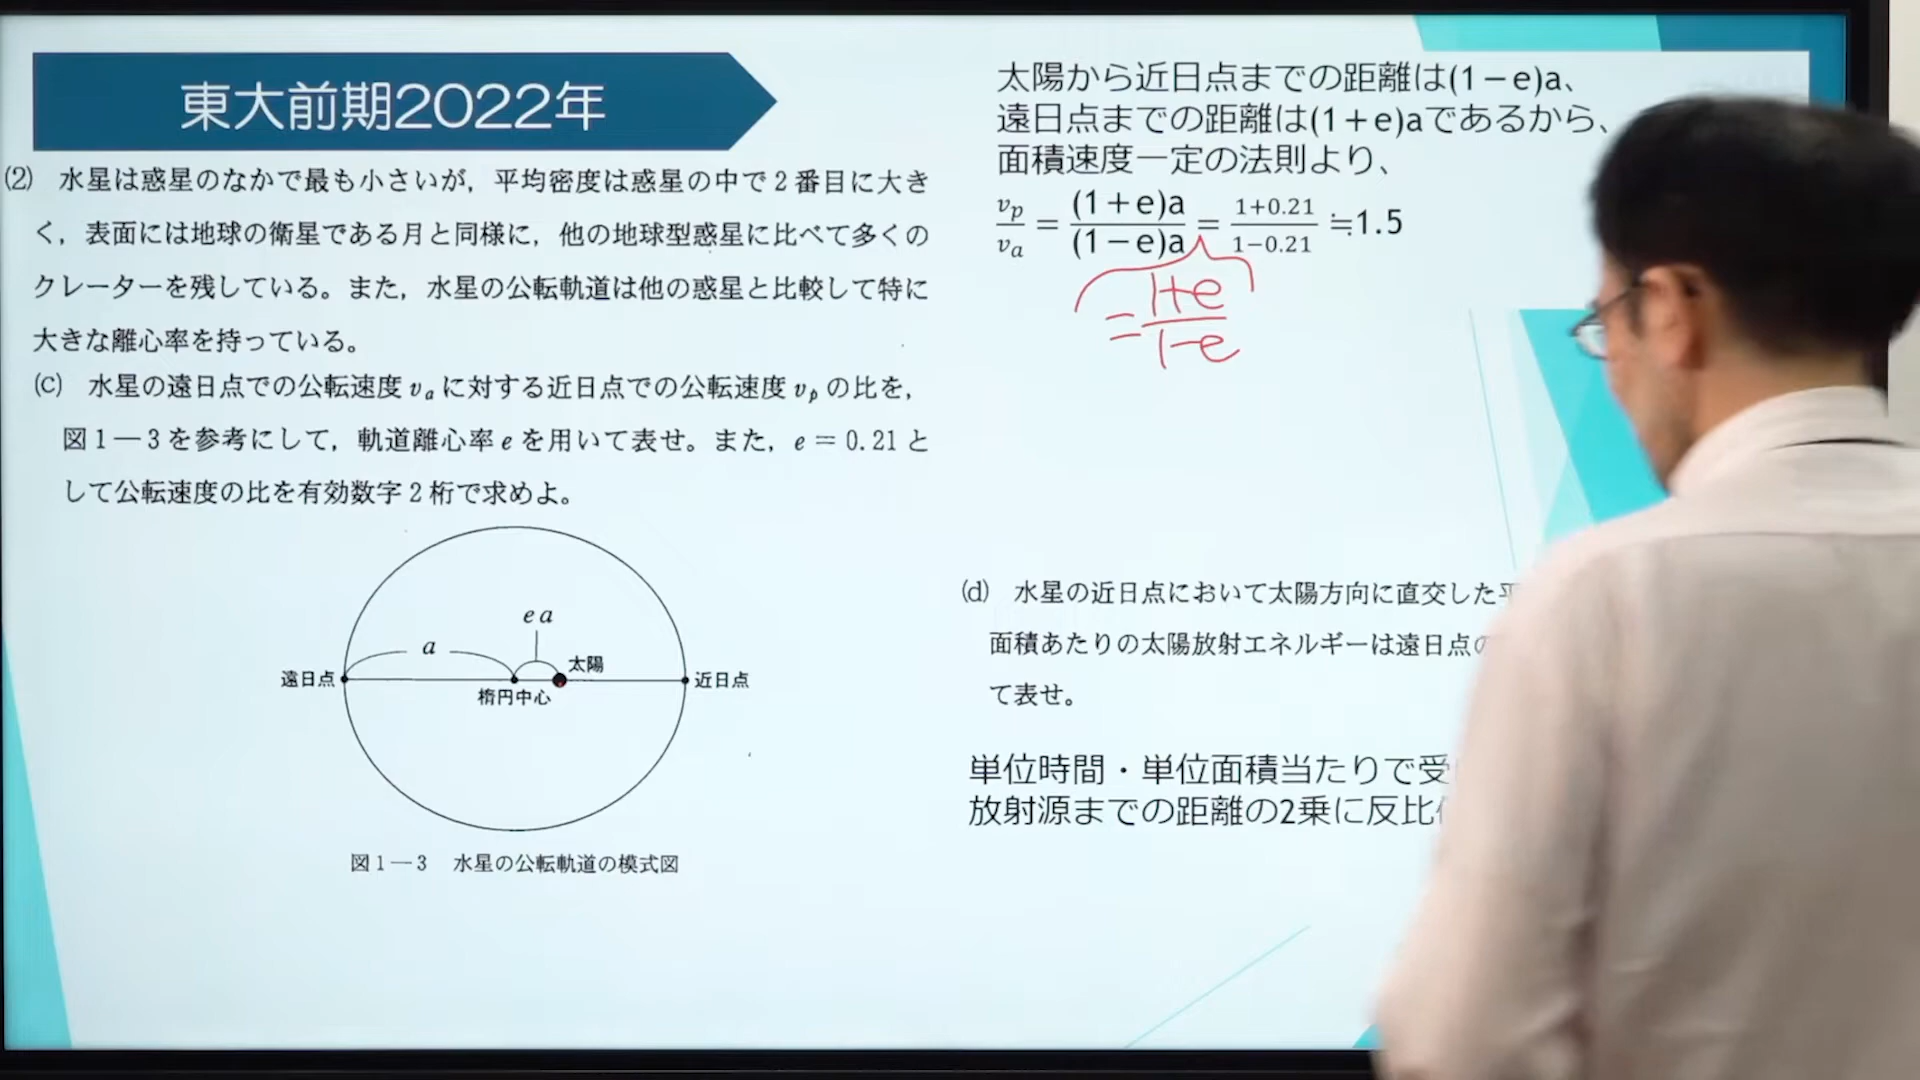 東大前期2022年
(2) 水星は惑星のなかで最も小さいが，平均密度は惑星の中で2番目に大き
く，表面には地球の衛星である月と同様に，他の地球型惑星に比べて多くの
クレーターを残している。また，水星の公転軌道は他の惑星と比較して特に
大きな離心率を持っている。
(c) 水星の遠日点での公転速度 vₐ に対する近日点での公転速度 vₚ の比を，
図1―3を参考にして，軌道離心率 e を用いて表せ。また，e = 0.21 と
して公転速度の比を有効数字2桁で求めよ。
e a
a
太陽
遠日点
近日点
楕円中心
図1―3 水星の公転軌道の模式図
太陽から近日点までの距離は(1－e)a、
遠日点までの距離は(1＋e)aであるから、
面積速度一定の法則より、
vₚ/vₐ = (1＋e)a/(1－e)a = 1+0.21/1−0.21 ≒1.5
= 1+e/1-e
(d) 水星の近日点において太陽方向に直交した
面積あたりの太陽放射エネルギーは遠日点
て表せ。
単位時間・単位面積当たりで受
放射源までの距離の2乗に反比